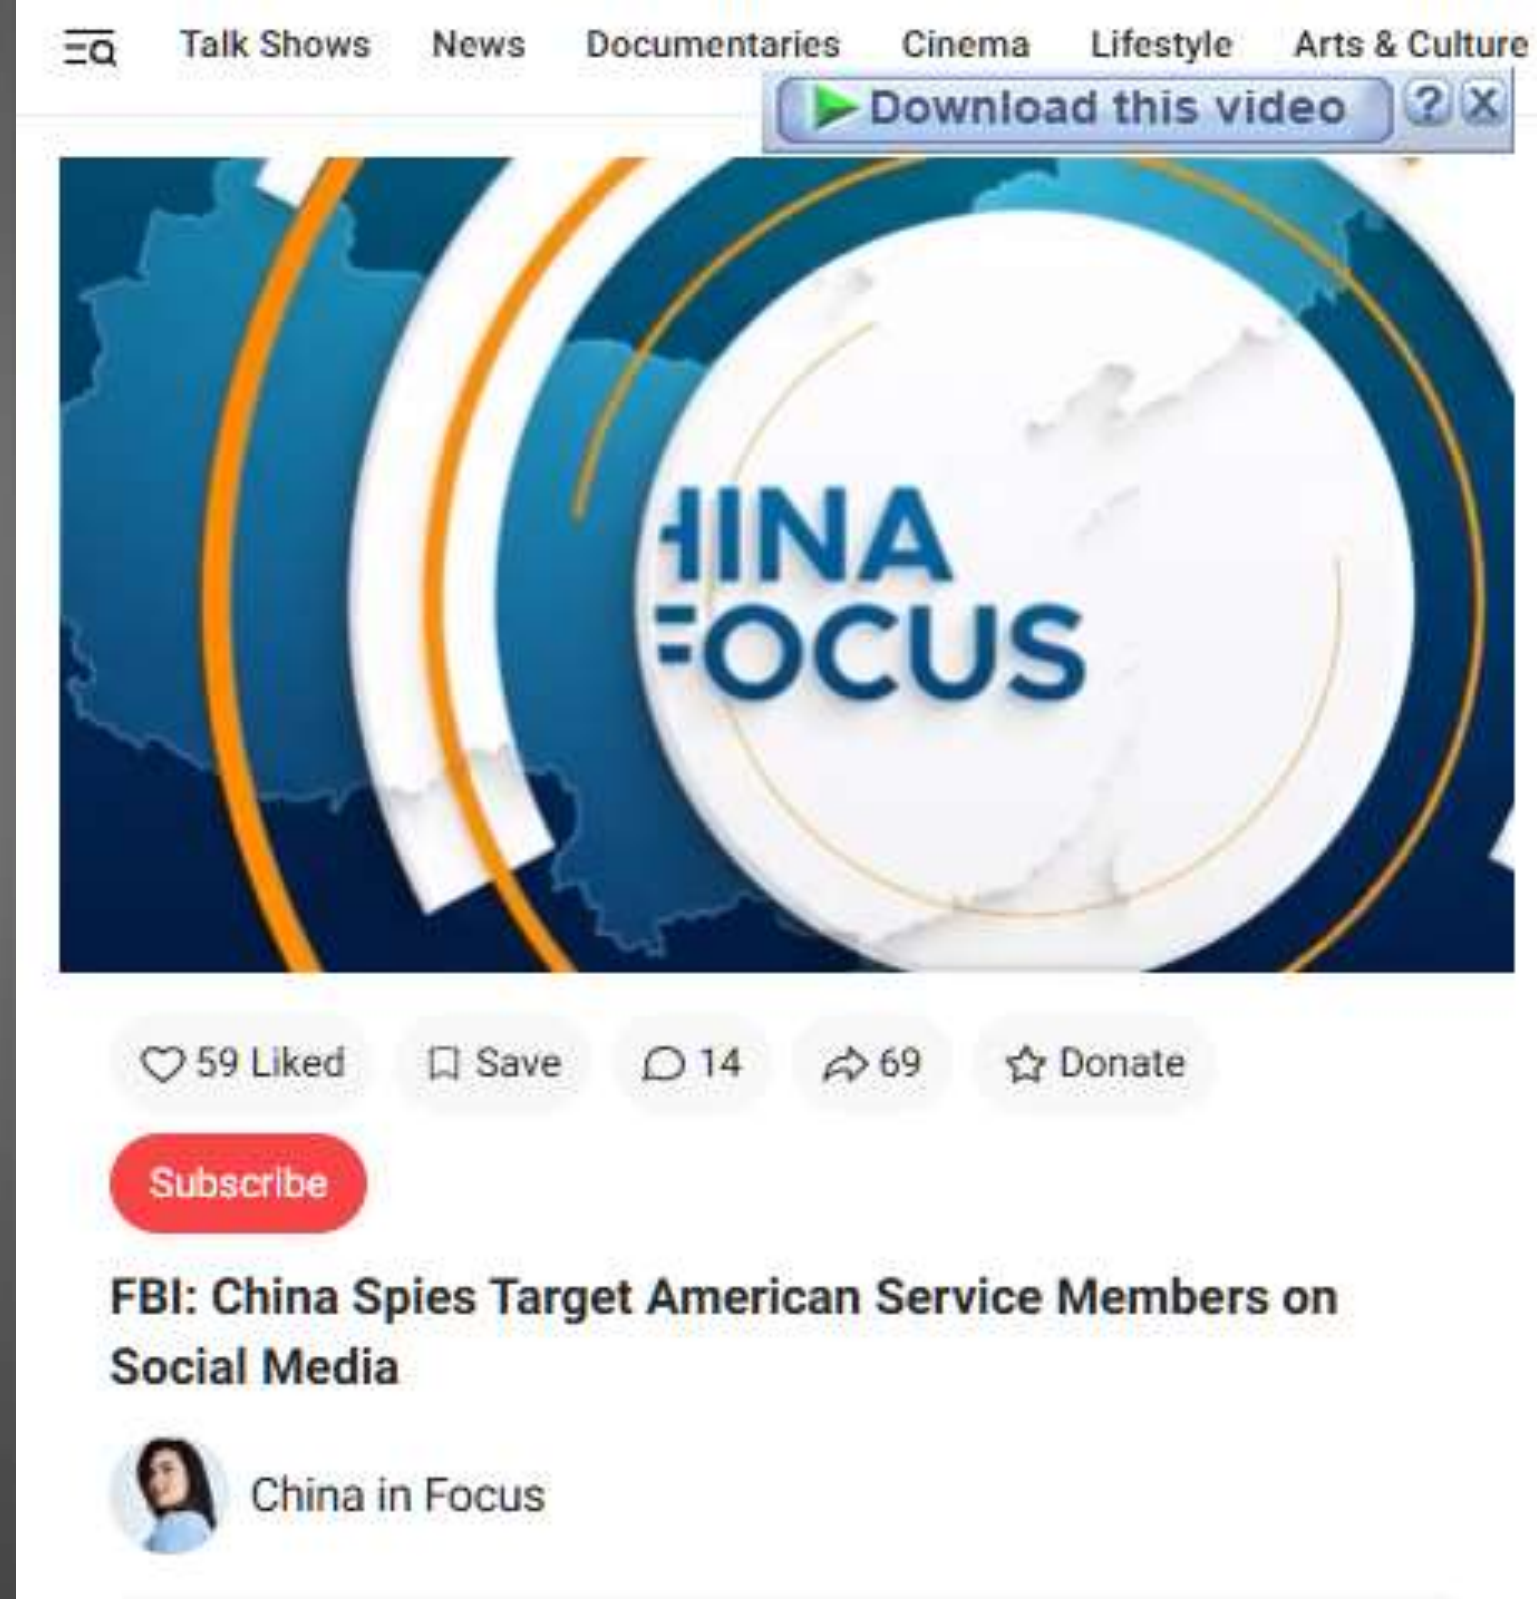 Talk Shows News Documentaries Cinema Lifestyle Arts & Culture
Download this video ? X
HINA
FOCUS
59 Liked Save 14 69 Donate
Subscribe
FBI: China Spies Target American Service Members on
Social Media
China in Focus